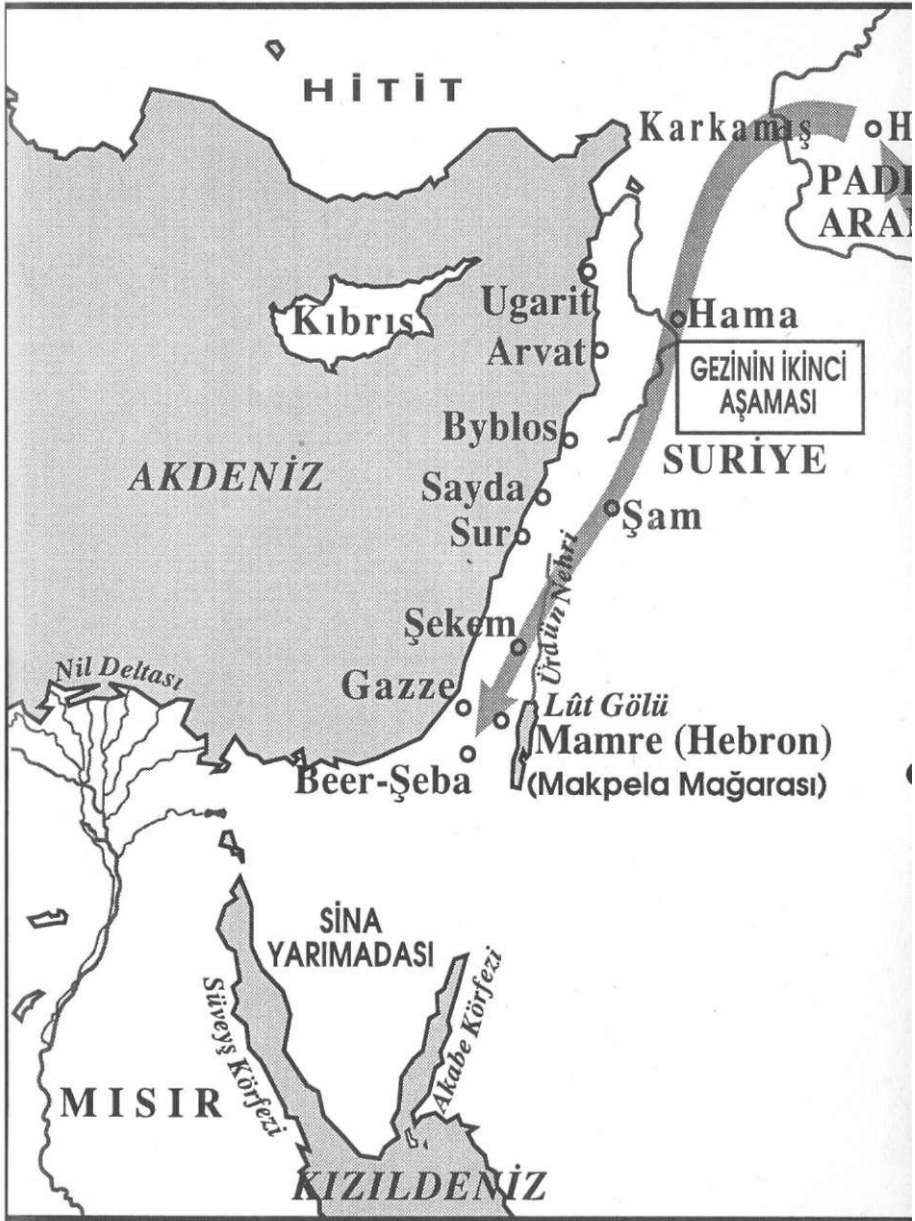 HİTİT
Karkamış
H
PADD
ARAM
Ugarit
Hama
Kıbrıs
Arvat
GEZİNİN İKİNCİ
AŞAMASI
Byblos
SURİYE
AKDENİZ
Sayda
Şam
Sur
Ürdün Nehri
Şekem
Nil Deltası
Gazze
Lût Gölü
Mamre (Hebron)
Beer-Şeba
(Makpela Mağarası)
SİNA
YARIMADASI
Süveyş Körfezi
Akabe Körfezi
MISIR
KIZILDENİZ